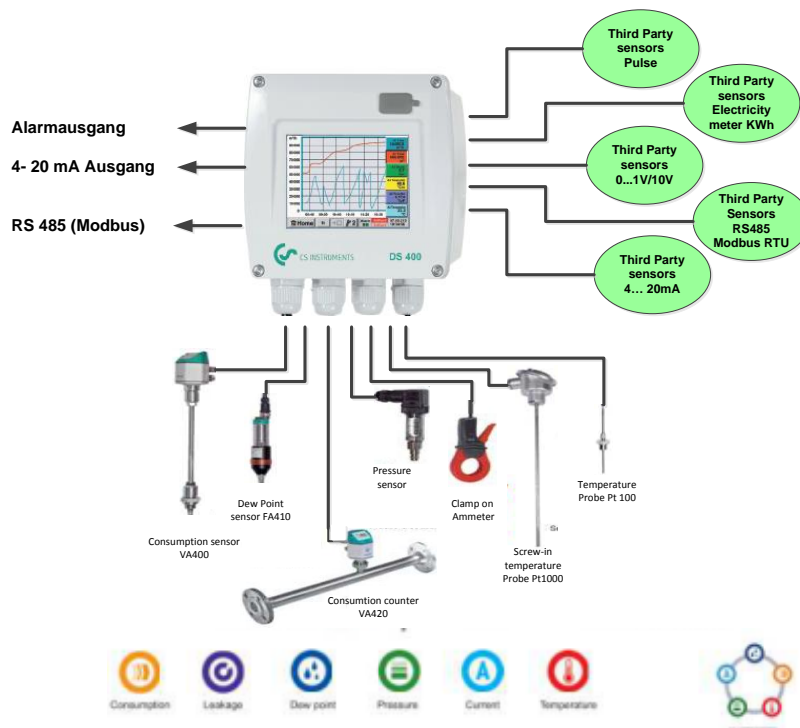 Third Party
sensors
Pulse
Third Party
sensors
Electricity
meter KWh
Alarmausgang
4- 20 mA Ausgang
Third Party
sensors
0...1V/10V
RS 485 (Modbus)
Third Party
Sensors
RS485
Modbus RTU
Home
CS INSTRUMENTS
DS 400
Third Party
sensors
4... 20mA
Pressure
sensor
Clamp on
Ammeter
Temperature
Probe Pt 100
Dew Point
sensor FA410
Consumption sensor
VA400
Screw-in
temperature
Probe Pt1000
Consumtion counter
VA420
Consumption
Leakage
Dew point
Pressure
Current
Temperature